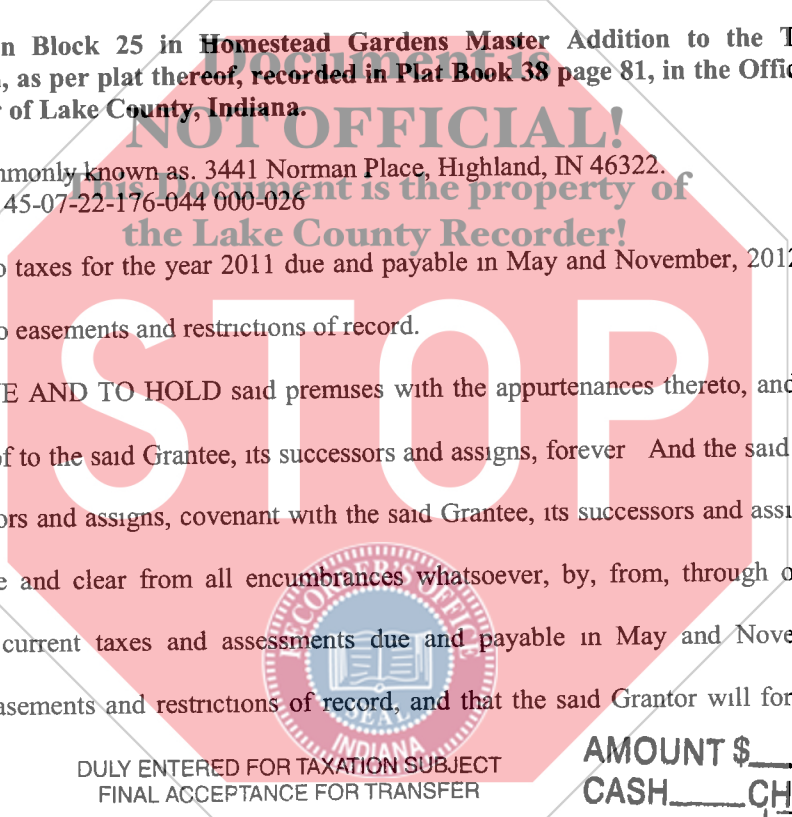 n Block 25 in Homestead Gardens Master Addition to the T
, as per plat thereof, recorded in Plat Book 38 page 81, in the Offic
r of Lake County, Indiana.
Document is
NOT OFFICIAL!
This Document is the property of
the Lake County Recorder!
mmonly known as. 3441 Norman Place, Highland, IN 46322.
45-07-22-176-044 000-026
o taxes for the year 2011 due and payable in May and November, 2012
o easements and restrictions of record.
STOP
E AND TO HOLD said premises with the appurtenances thereto, and
of to the said Grantee, its successors and assigns, forever And the said
ors and assigns, covenant with the said Grantee, its successors and assi
e and clear from all encumbrances whatsoever, by, from, through o
current taxes and assessments due and payable in May and Nove
asements and restrictions of record, and that the said Grantor will for
RECORDER'S OFFICE
SEAL
INDIANA
DULY ENTERED FOR TAXATION SUBJECT
FINAL ACCEPTANCE FOR TRANSFER
AMOUNT $
CASH CH